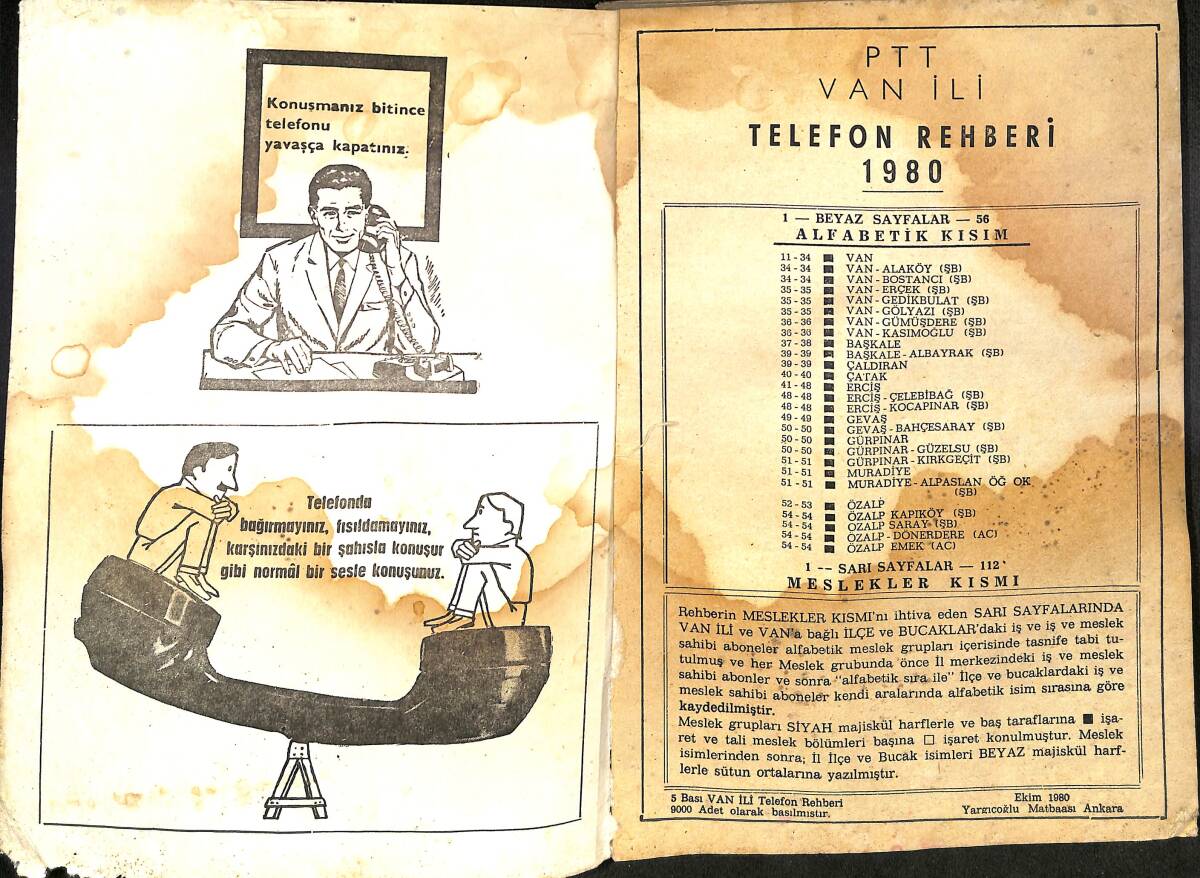 Konuşmanız bitince
telefonu
yavaşça kapatınız.
Telefonda
bağırmayınız, fısıldamayınız,
karşınızdaki bir şahısla konuşur
gibi normâl bir sesle konuşunuz.
PTT
VAN İLİ
TELEFON REHBERİ
1980
1 — BEYAZ SAYFALAR — 56
ALFABETİK KISIM
11-34 ■ VAN
34-34 ■ VAN-ALAKÖY (ŞB)
34-34 ■ VAN-BOSTANCI (ŞB)
35-35 ■ VAN-ERÇEK (ŞB)
35-35 ■ VAN-GEDİKBULAT (ŞB)
35-35 ■ VAN-GÖLYAZI (ŞB)
36-36 ■ VAN-GÜMÜŞDERE (ŞB)
36-36 ■ VAN-KASIMOĞLU (ŞB)
37-38 ■ BAŞKALE
39-39 ■ BAŞKALE-ALBAYRAK (ŞB)
39-39 ■ ÇALDIRAN
40-40 ■ ÇATAK
41-48 ■ ERCİŞ
48-48 ■ ERCİŞ-ÇELEBİBAĞ (ŞB)
48-48 ■ ERCİŞ-KOCAPINAR (ŞB)
49-49 ■ GEVAŞ
50-50 ■ GEVAŞ-BAHÇESARAY (ŞB)
50-50 ■ GÜRPINAR
50-50 ■ GÜRPINAR-GÜZELSU (ŞB)
51-51 ■ GÜRPINAR-KIRKGEÇİT (ŞB)
51-51 ■ MURADİYE
51-51 ■ MURADİYE-ALPASLAN ÖĞ OK
(ŞB)
52-53 ■ ÖZALP
54-54 ■ ÖZALP KAPIKÖY (ŞB)
54-54 ■ ÖZALP SARAY (ŞB)
54-54 ■ ÖZALP-DÖNERDERE (AC)
54-54 ■ ÖZALP EMEK (AC)
1 -- SARI SAYFALAR — 112
MESLEKLER KISMI
Rehberin MESLEKLER KISMI'nı ihtiva eden SARI SAYFALARINDA
VAN İLİ ve VAN'a bağlı İLÇE ve BUCAKLAR'daki iş ve iş ve meslek
sahibi aboneler alfabetik meslek grupları içerisinde tasnife tabi tu-
tulmuş ve her Meslek grubunda önce İl merkezindeki iş ve meslek
sahibi abonler ve sonra "alfabetik sıra ile" İlçe ve bucaklardaki iş ve
meslek sahibi aboneler kendi aralarında alfabetik isim sırasına göre
kaydedilmiştir.
Meslek grupları SİYAH majiskül harflerle ve baş taraflarına ■ işa-
ret ve tali meslek bölümleri başına □ işaret konulmuştur. Meslek
isimlerinden sonra; İl İlçe ve Bucak isimleri BEYAZ majiskül harf-
lerle sütun ortalarına yazılmıştır.
5 Bası VAN İLİ Telefon Rehberi
9000 Adet olarak basılmıstır.
Ekim 1980
Yargıcoğlu Matbaası Ankara